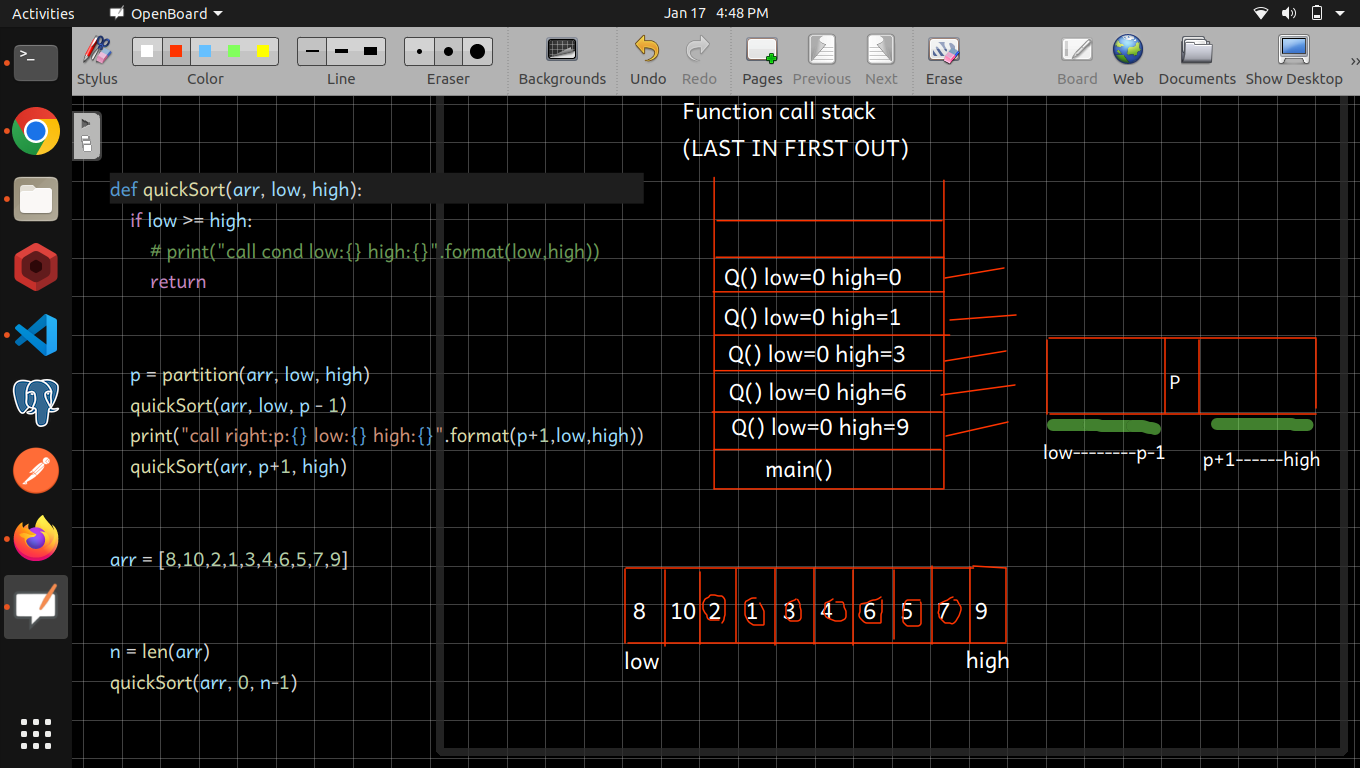 Activities
OpenBoard
Jan 17 4:48 PM
Stylus
Color
Line
Eraser
Backgrounds
Undo
Redo
Pages
Previous
Next
Erase
Board
Web
Documents
Show Desktop
»
>_
def quickSort(arr, low, high):
if low >= high:
# print("call cond low:{} high:{}".format(low,high))
return
p = partition(arr, low, high)
quickSort(arr, low, p - 1)
print("call right:p:{} low:{} high:{}".format(p+1,low,high))
quickSort(arr, p+1, high)
arr = [8,10,2,1,3,4,6,5,7,9]
n = len(arr)
quickSort(arr, 0, n-1)
Function call stack
(LAST IN FIRST OUT)
Q() low=0 high=0
Q() low=0 high=1
Q() low=0 high=3
Q() low=0 high=6
Q() low=0 high=9
main()
P
low---------p-1
p+1------high
8 10 2 1 3 4 6 5 7 9
low
high